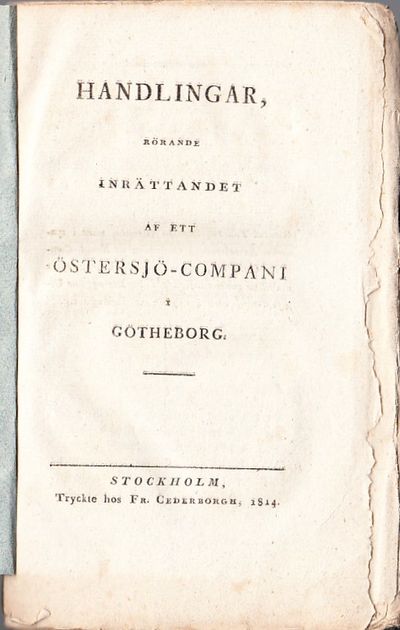 HANDLINGAR,
RÖRANDE
INRÄTTANDET
AF ETT
ÖSTERSJÖ-COMPANI
I
GÖTHEBORG.
STOCKHOLM,
Tryckte hos FR. CEDERBORGH, 1814.